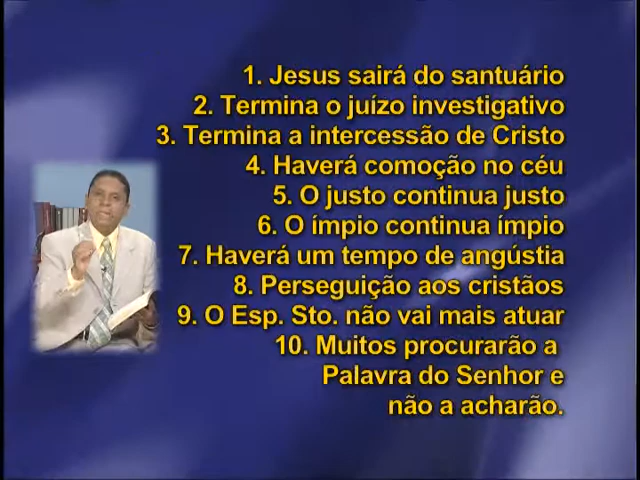 1. Jesus sairá do santuário
2. Termina o juízo investigativo
3. Termina a intercessão de Cristo
4. Haverá comoção no céu
5. O justo continua justo
6. O ímpio continua ímpio
7. Haverá um tempo de angústia
8. Perseguição aos cristãos
9. O Esp. Sto. não vai mais atuar
10. Muitos procurarão a
Palavra do Senhor e
não a acharão.